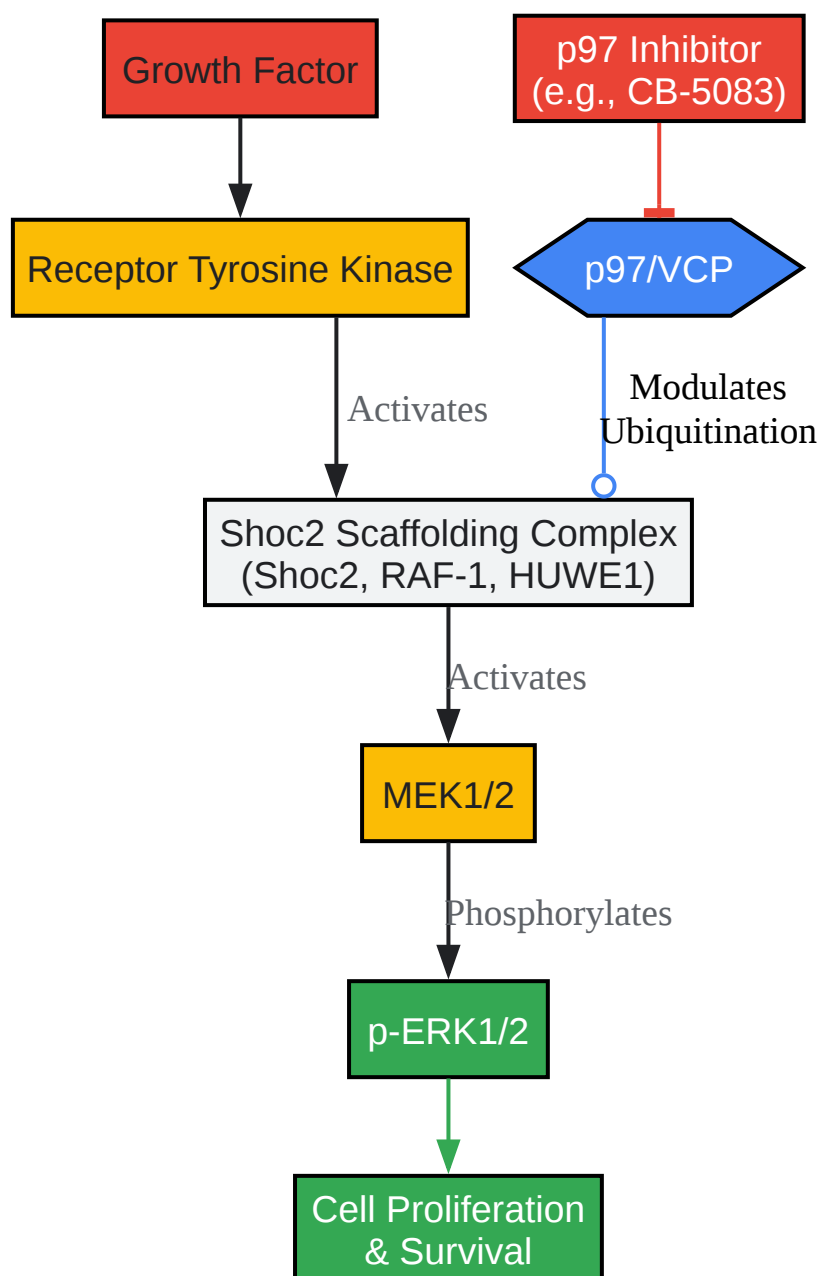 Growth Factor
p97 Inhibitor
(e.g., CB-5083)
Receptor Tyrosine Kinase
p97/VCP
Activates
Modulates
Ubiquitination
Shoc2 Scaffolding Complex
(Shoc2, RAF-1, HUWE1)
Activates
MEK1/2
Phosphorylates
p-ERK1/2
Cell Proliferation
& Survival